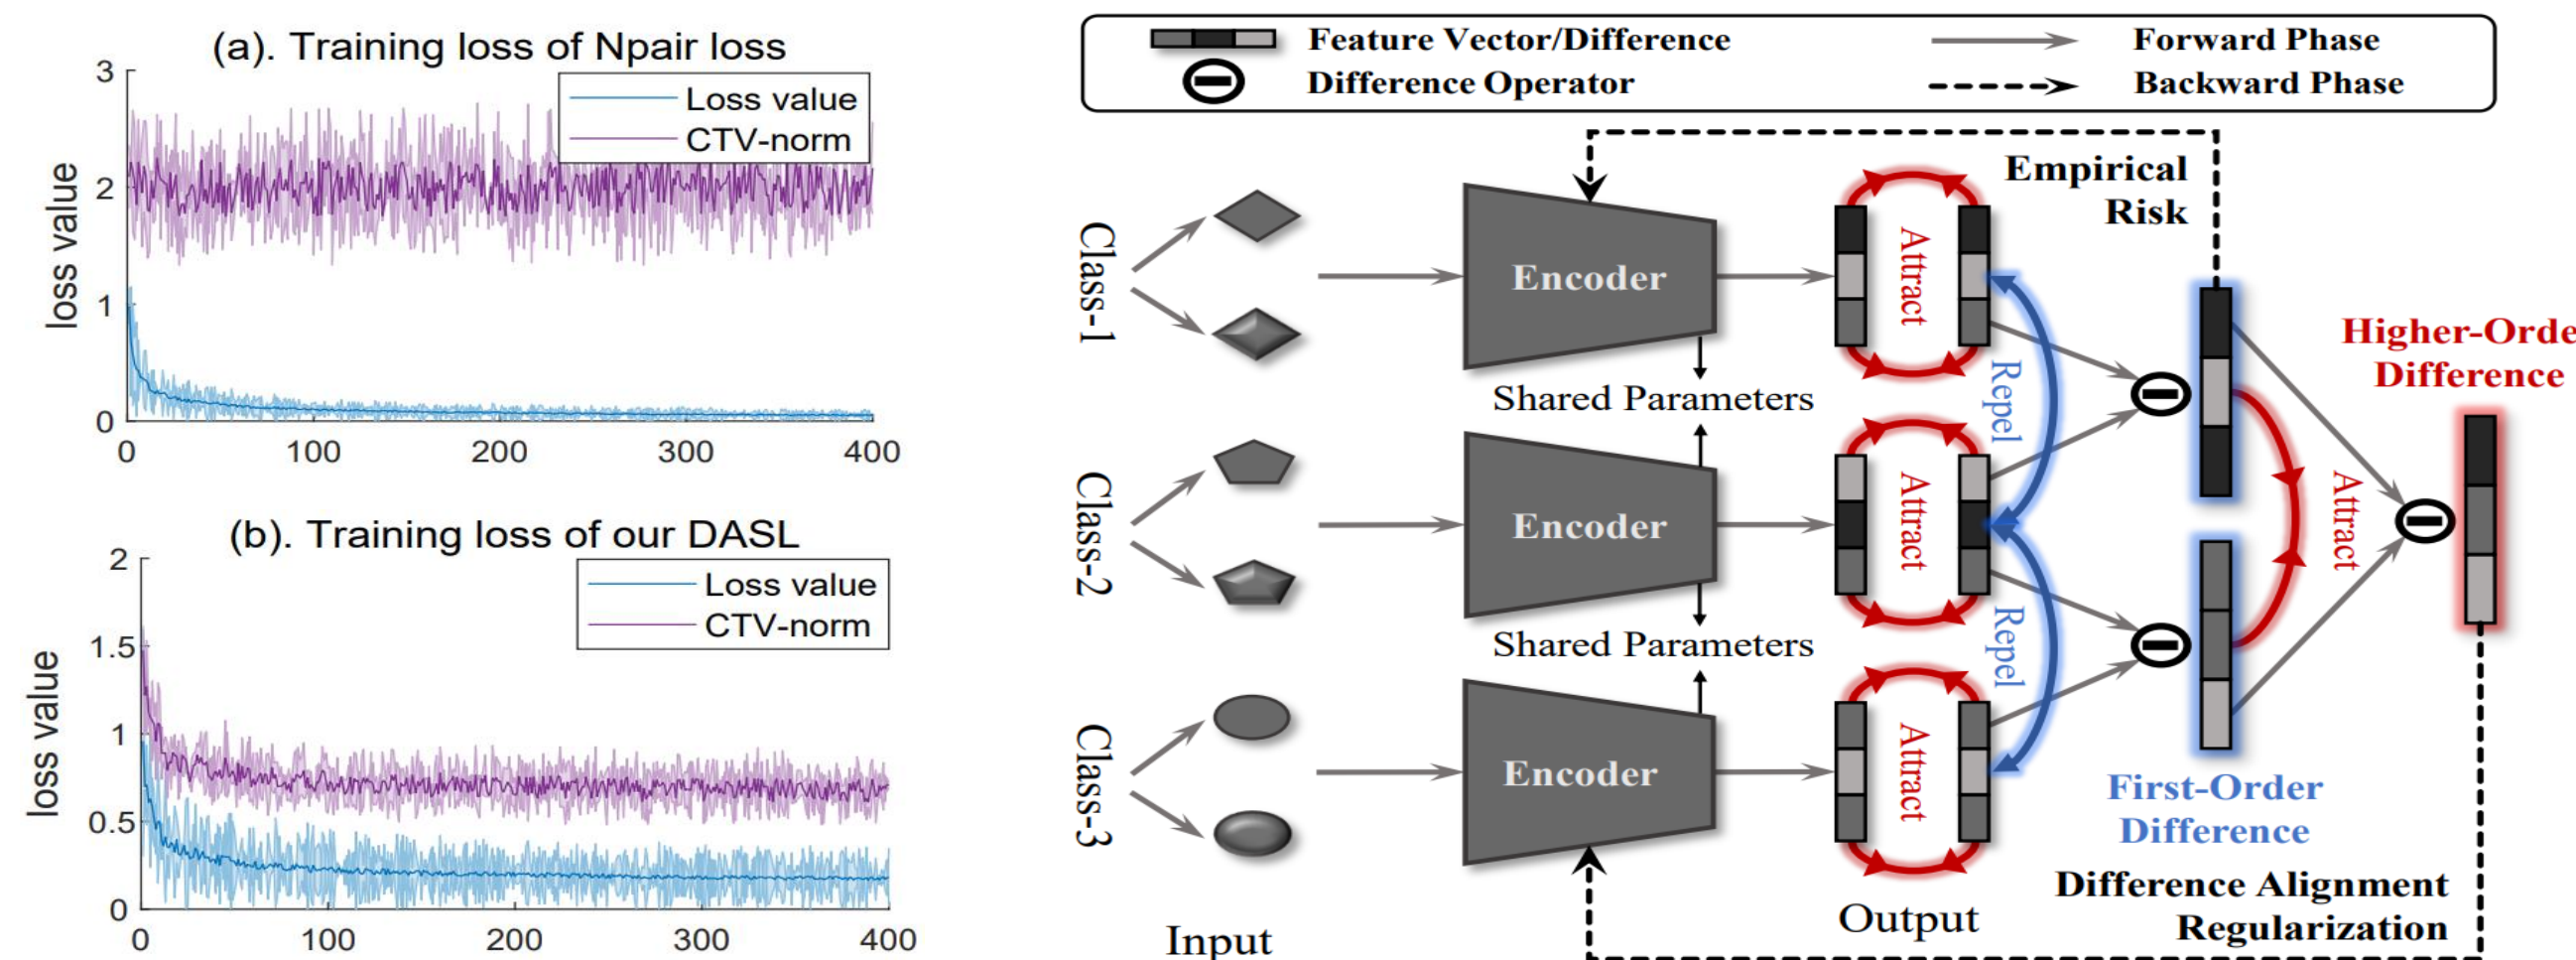 (a). Training loss of Npair loss
3
2
1
0
loss value
Loss value
CTV-norm
0 100 200 300 400
(b). Training loss of our DASL
2
1.5
1
0.5
0
loss value
Loss value
CTV-norm
0 100 200 300 400
Feature Vector/Difference
Forward Phase
Difference Operator
Backward Phase
Class-1
Encoder
Attract
Empirical
Risk
Repel
Shared Parameters
Class-2
Encoder
Attract
Repel
Shared Parameters
Class-3
Encoder
Attract
Attract
Higher-Orde
Difference
First-Order
Difference
Difference Alignment
Regularization
Input
Output